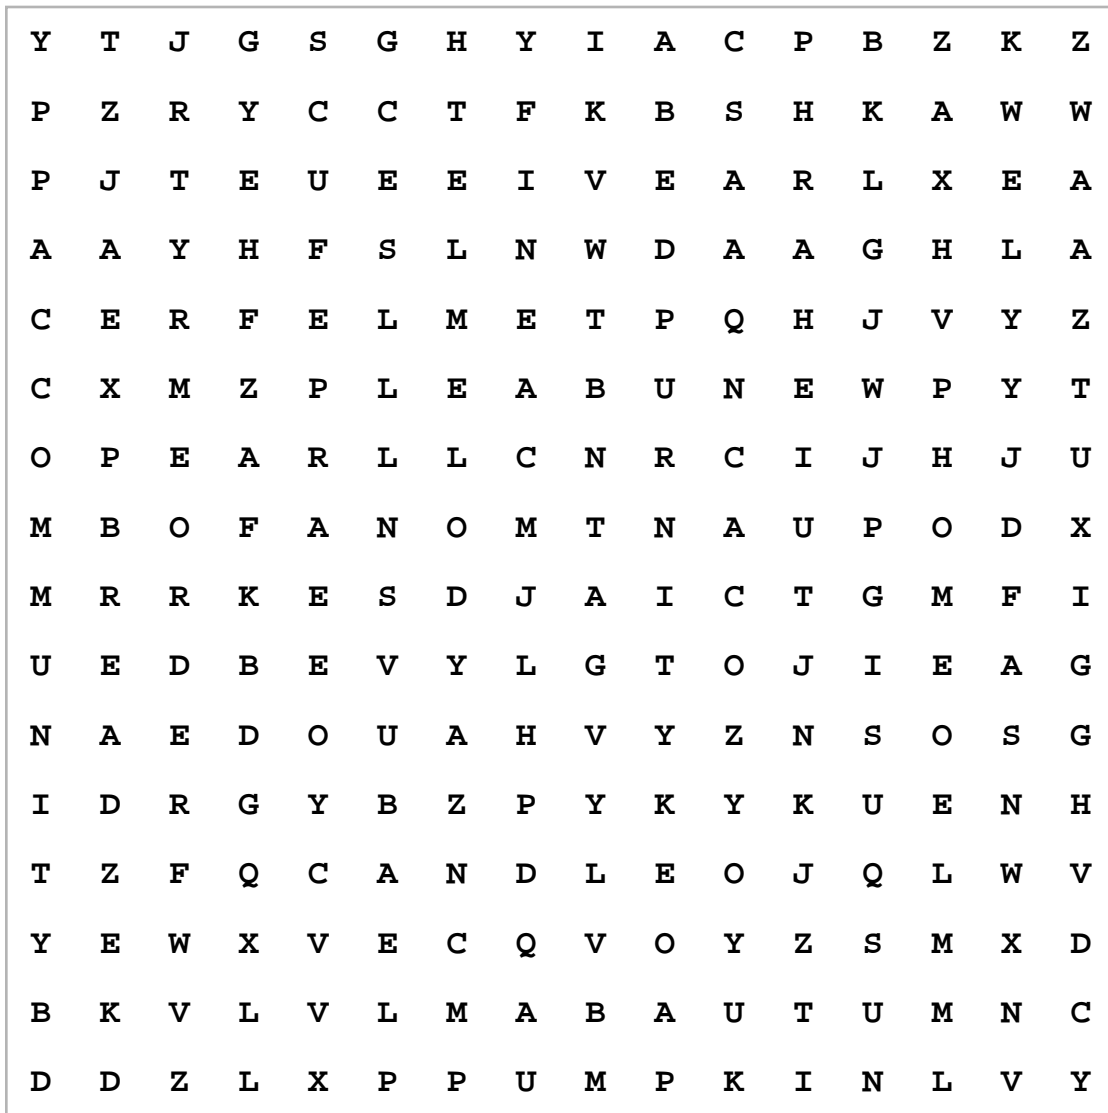 Y T J G S G H Y I A C P B Z K Z
P Z R Y C C T F K B S H K A W W
P J T E U E E I V E A R L X E A
A A Y H F S L N W D A A G H L A
C E R F E L M E T P Q H J V Y Z
C X M Z P L E A B U N E W P Y T
O P E A R L L C N R C I J H J U
M B O F A N O M T N A U P O D X
M R R K E S D J A I C T G M F I
U E D B E V Y L G T O J I E A G
N A E D O U A H V Y Z N S O S G
I D R G Y B Z P Y K Y K U E N H
T Z F Q C A N D L E O J Q L W V
Y E W X V E C Q V O Y Z S M X D
B K V L V L M A B A U T U M N C
D D Z L X P P U M P K I N L V Y